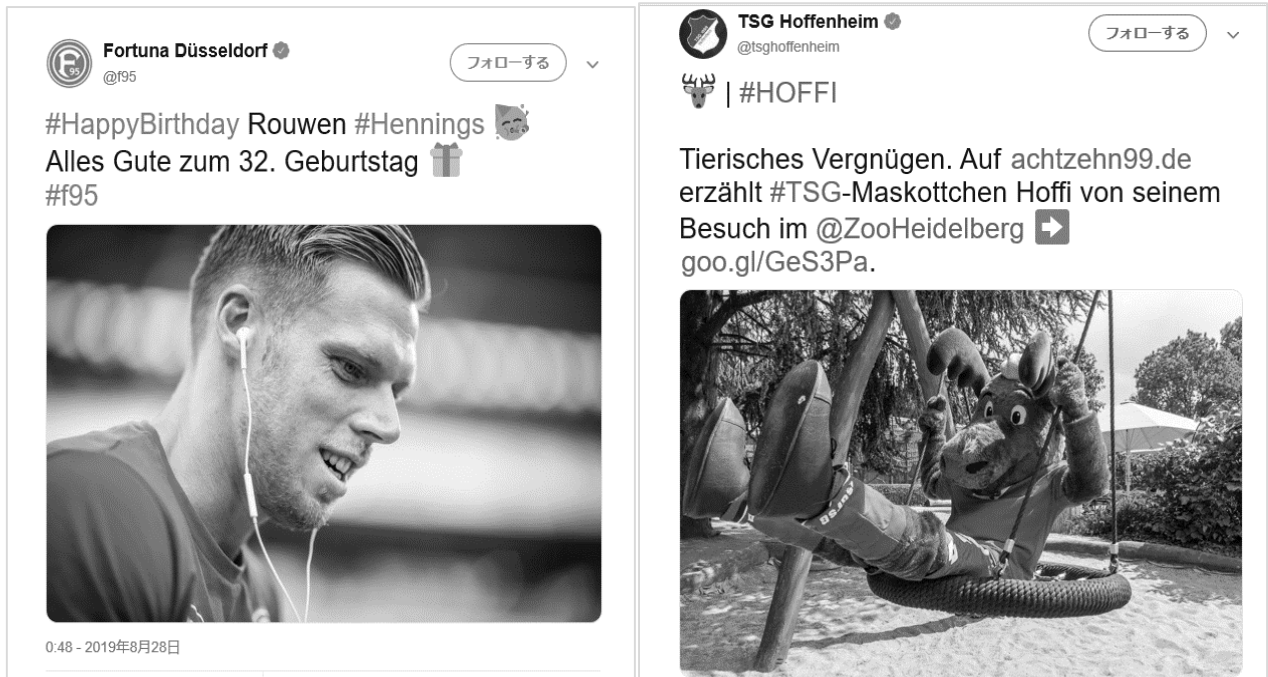 Fortuna Düsseldorf
@f95
フォローする
#HappyBirthday Rouwen #Hennings
Alles Gute zum 32. Geburtstag
#f95
0:48 - 2019年8月28日
TSG Hoffenheim
@tsghoffenheim
フォローする
| #HOFFI
Tierisches Vergnügen. Auf achtzehn99.de
erzählt #TSG-Maskottchen Hoffi von seinem
Besuch im @ZooHeidelberg
goo.gl/GeS3Pa.